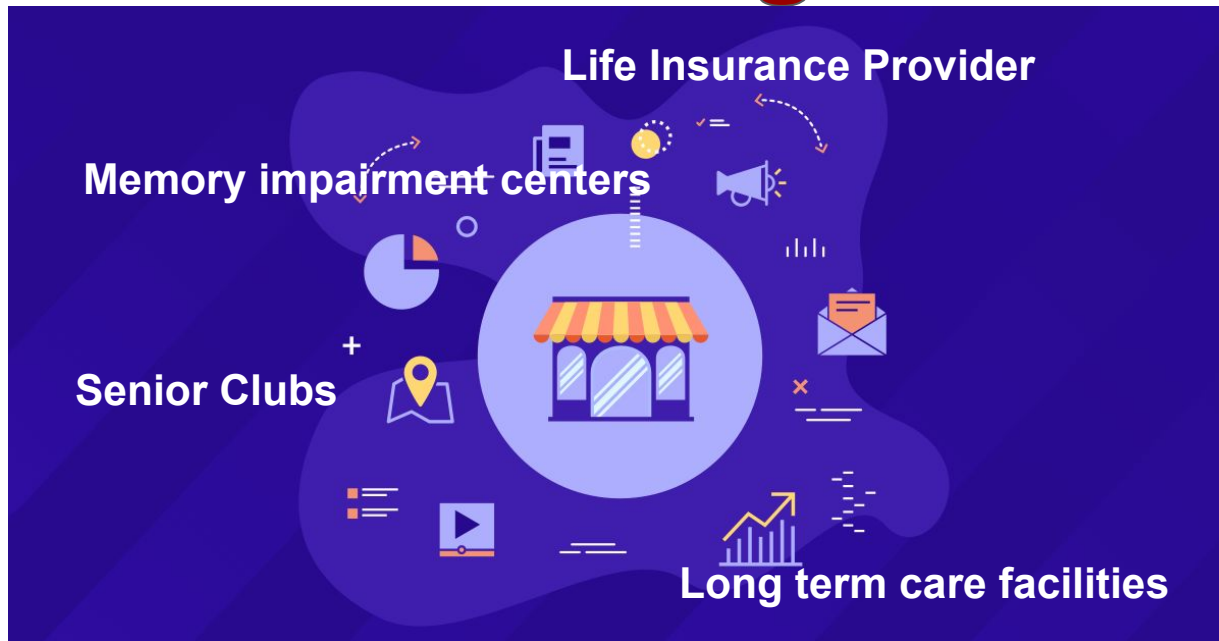 Life Insurance Provider
Memory impairment centers
Senior Clubs
Long term care facilities